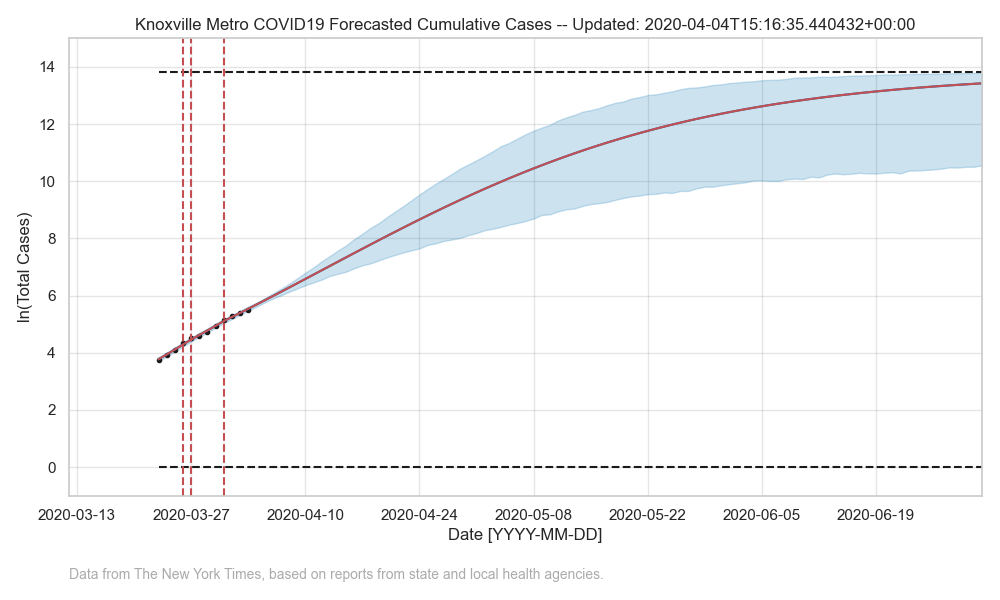 Knoxville Metro COVID19 Forecasted Cumulative Cases -- Updated: 2020-04-04T15:16:35.440432+00:00
14
12
10
8
6
4
2
0
ln(Total Cases)
2020-03-13 2020-03-27 2020-04-10 2020-04-24 2020-05-08 2020-05-22 2020-06-05 2020-06-19
Date [YYYY-MM-DD]
Data from The New York Times, based on reports from state and local health agencies.